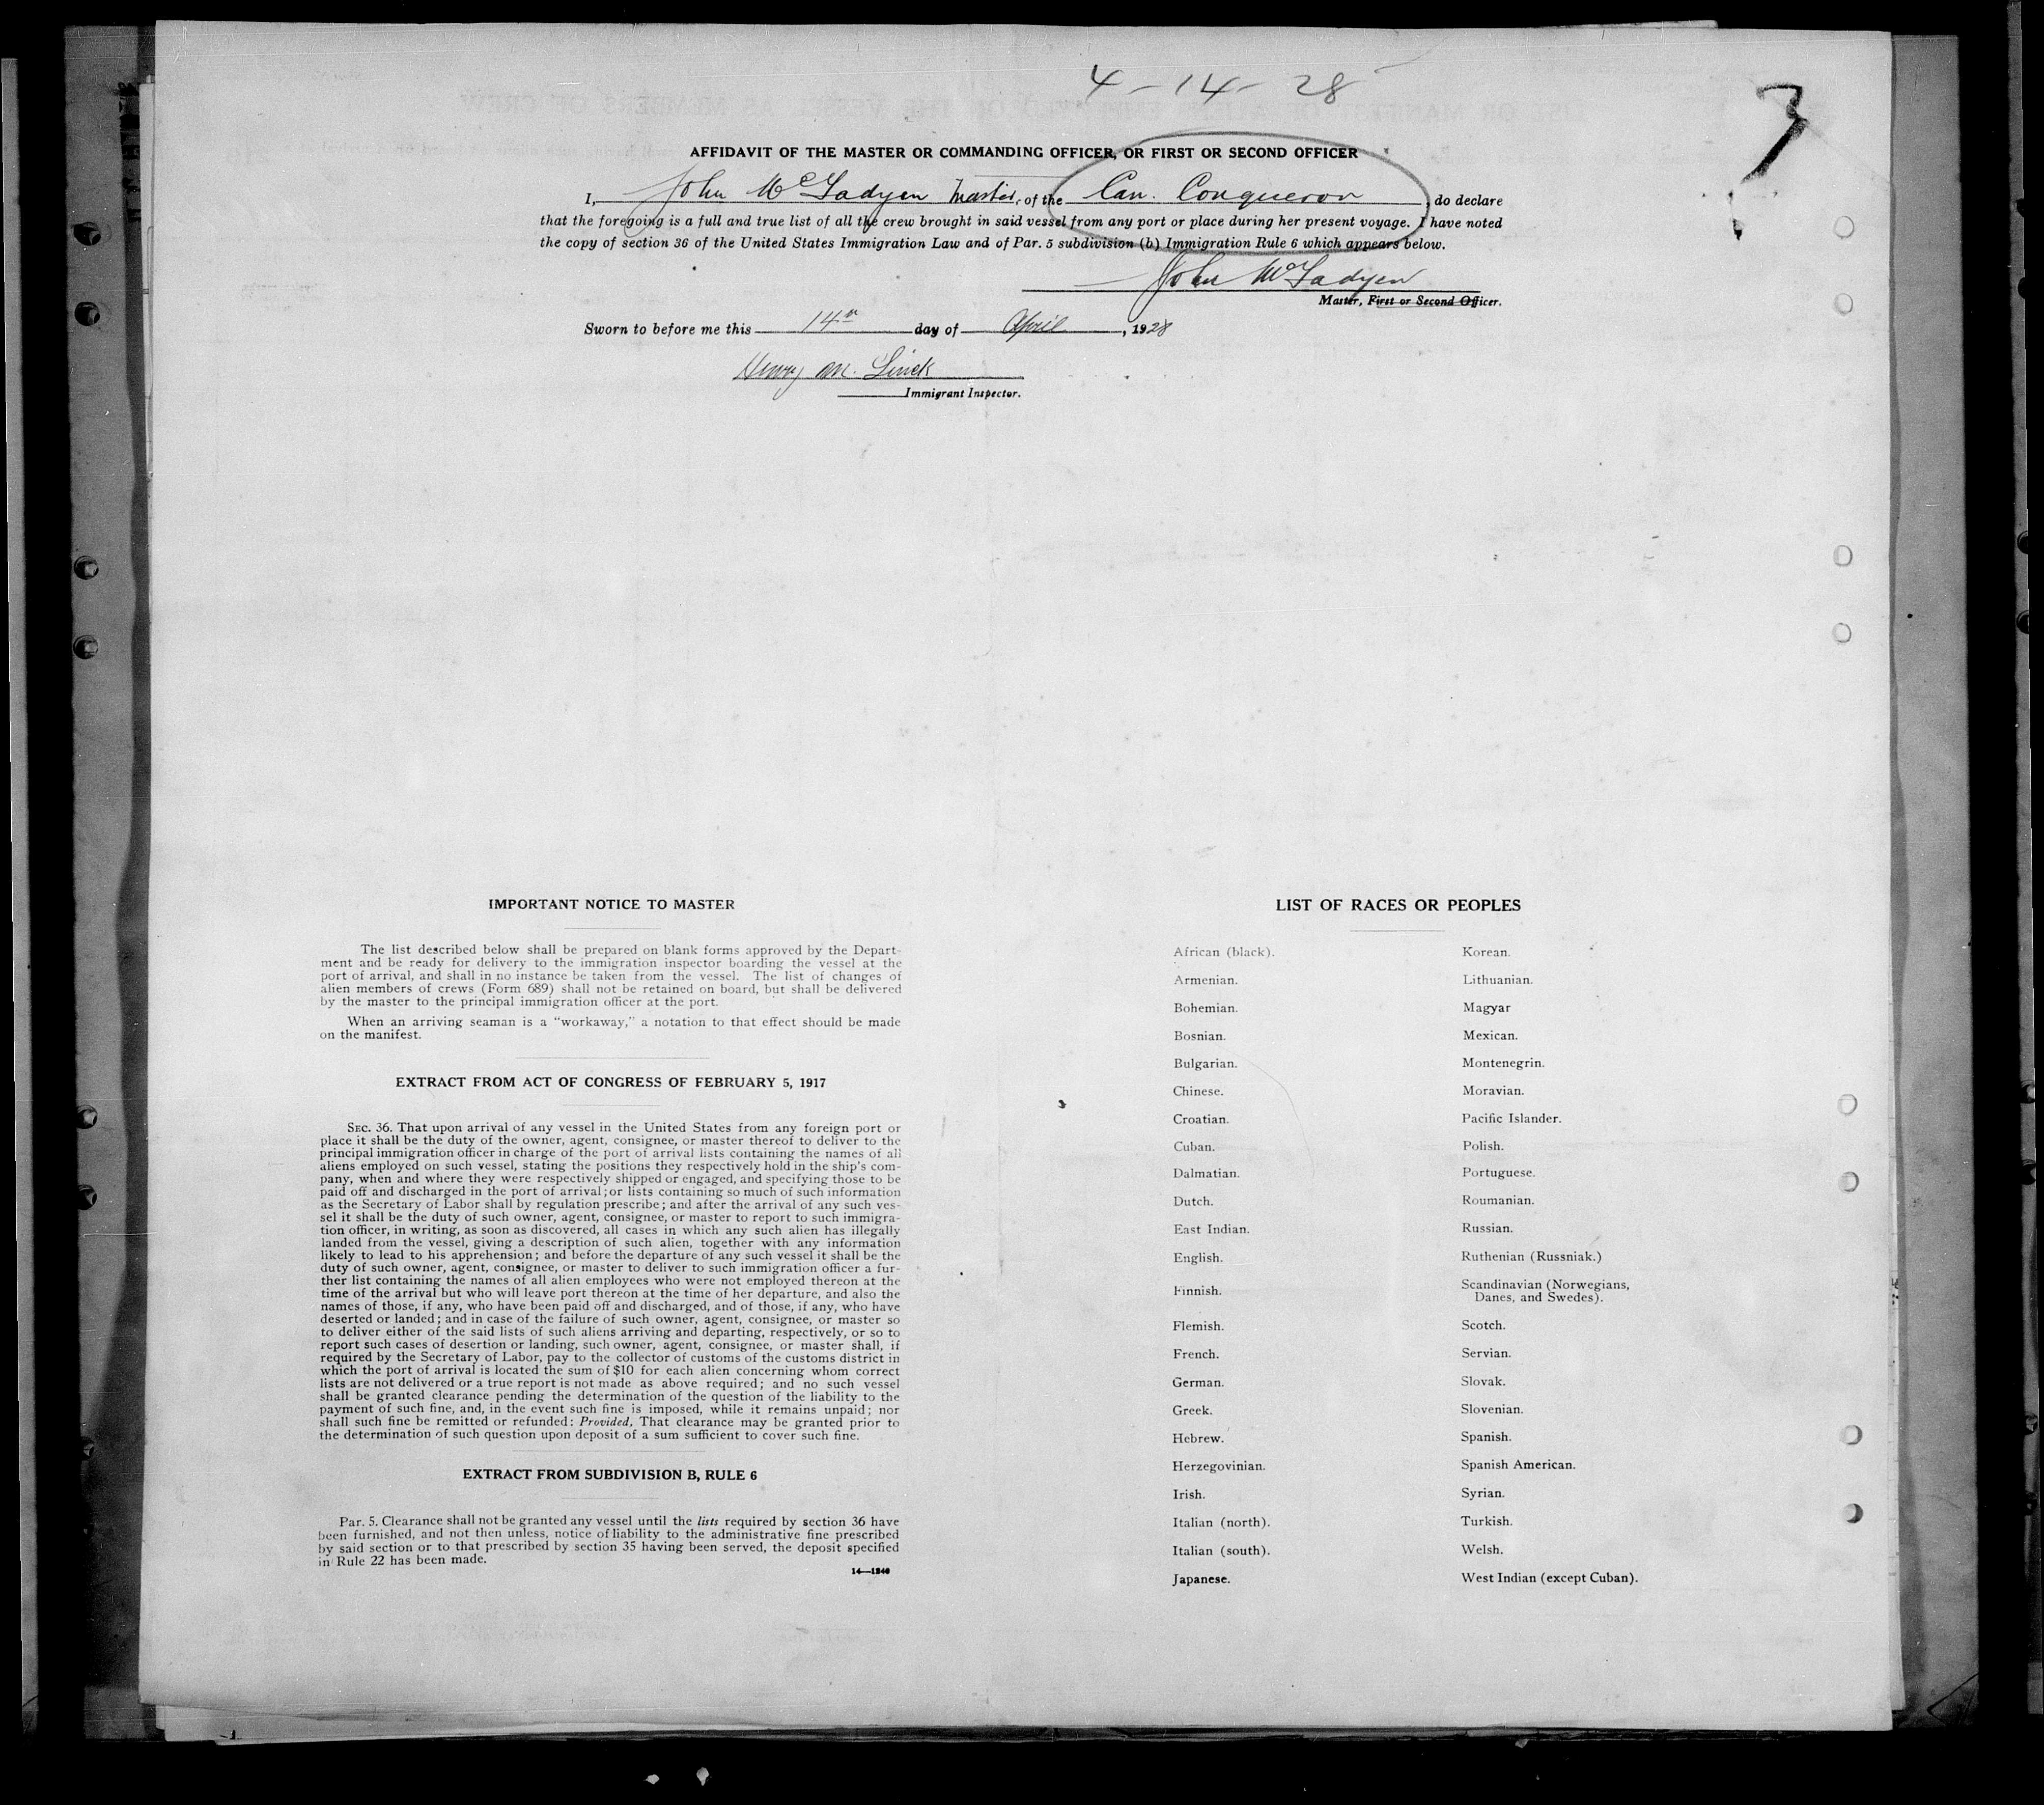 4-14-28
3
AFFIDAVIT OF THE MASTER OR COMMANDING OFFICER, OR FIRST OR SECOND OFFICER
I, John McFadyen Master, of the Can. Conqueror, do declare
that the foregoing is a full and true list of all the crew brought in said vessel from any port or place during her present voyage. I have noted
the copy of section 36 of the United States Immigration Law and of Par. 5 subdivision (b) Immigration Rule 6 which appears below.
John McFadyen
Master, First or Second Officer.
Sworn to before me this 14th day of April, 1928
Henry M.
Immigrant Inspector.
IMPORTANT NOTICE TO MASTER
The list described below shall be prepared on blank forms approved by the Depart-
ment and be ready for delivery to the immigration inspector boarding the vessel at the
port of arrival, and shall in no instance be taken from the vessel. The list of changes of
alien members of crews (Form 689) shall not be retained on board, but shall be delivered
by the master to the principal immigration officer at the port.
When an arriving seaman is a "workaway," a notation to that effect should be made
on the manifest.
EXTRACT FROM ACT OF CONGRESS OF FEBRUARY 5, 1917
SEC. 36. That upon arrival of any vessel in the United States from any foreign port or
place it shall be the duty of the owner, agent, consignee, or master thereof to deliver to the
principal immigration officer in charge of the port of arrival lists containing the names of all
aliens employed on such vessel, stating the positions they respectively hold in the ship's com-
pany, when and where they were respectively shipped or engaged, and specifying those to be
paid off and discharged in the port of arrival; or lists containing so much of such information
as the Secretary of Labor shall by regulation prescribe; and after the arrival of any such ves-
sel it shall be the duty of such owner, agent, consignee, or master to report to such immigra-
tion officer, in writing, as soon as discovered, all cases in which any such alien has illegally
landed from the vessel, giving a description of such alien, together with any information
likely to lead to his apprehension; and before the departure of any such vessel it shall be the
duty of such owner, agent, consignee, or master to deliver to such immigration officer a fur-
ther list containing the names of all alien employees who were not employed thereon at the
time of the arrival but who will leave port thereon at the time of her departure, and also the
names of those, if any, who have been paid off and discharged, and of those, if any, who have
deserted or landed; and in case of the failure of such owner, agent, consignee, or master so
to deliver either of the said lists of such aliens arriving and departing, respectively, or so to
report such cases of desertion or landing, such owner, agent, consignee, or master shall, if
required by the Secretary of Labor, pay to the collector of customs of the customs district in
which the port of arrival is located the sum of $10 for each alien concerning whom correct
lists are not delivered or a true report is not made as above required; and no such vessel
shall be granted clearance pending the determination of the question of the liability to the
payment of such fine, and, in the event such fine is imposed, while it remains unpaid; nor
shall such fine be remitted or refunded: Provided, That clearance may be granted prior to
the determination of such question upon deposit of a sum sufficient to cover such fine.
EXTRACT FROM SUBDIVISION B, RULE 6
Par. 5. Clearance shall not be granted any vessel until the lists required by section 36 have
been furnished, and not then unless, notice of liability to the administrative fine prescribed
by said section or to that prescribed by section 35 having been served, the deposit specified
in Rule 22 has been made.
14—1240
LIST OF RACES OR PEOPLES
African (black).
Armenian.
Bohemian.
Bosnian.
Bulgarian.
Chinese.
Croatian.
Cuban.
Dalmatian.
Dutch.
East Indian.
English.
Finnish.
Flemish.
French.
German.
Greek.
Hebrew.
Herzegovinian.
Irish.
Italian (north).
Italian (south).
Japanese.
Korean.
Lithuanian.
Magyar
Mexican.
Montenegrin.
Moravian.
Pacific Islander.
Polish.
Portuguese.
Roumanian.
Russian.
Ruthenian (Russniak.)
Scandinavian (Norwegians,
Danes, and Swedes).
Scotch.
Servian.
Slovak.
Slovenian.
Spanish.
Spanish American.
Syrian.
Turkish.
Welsh.
West Indian (except Cuban).